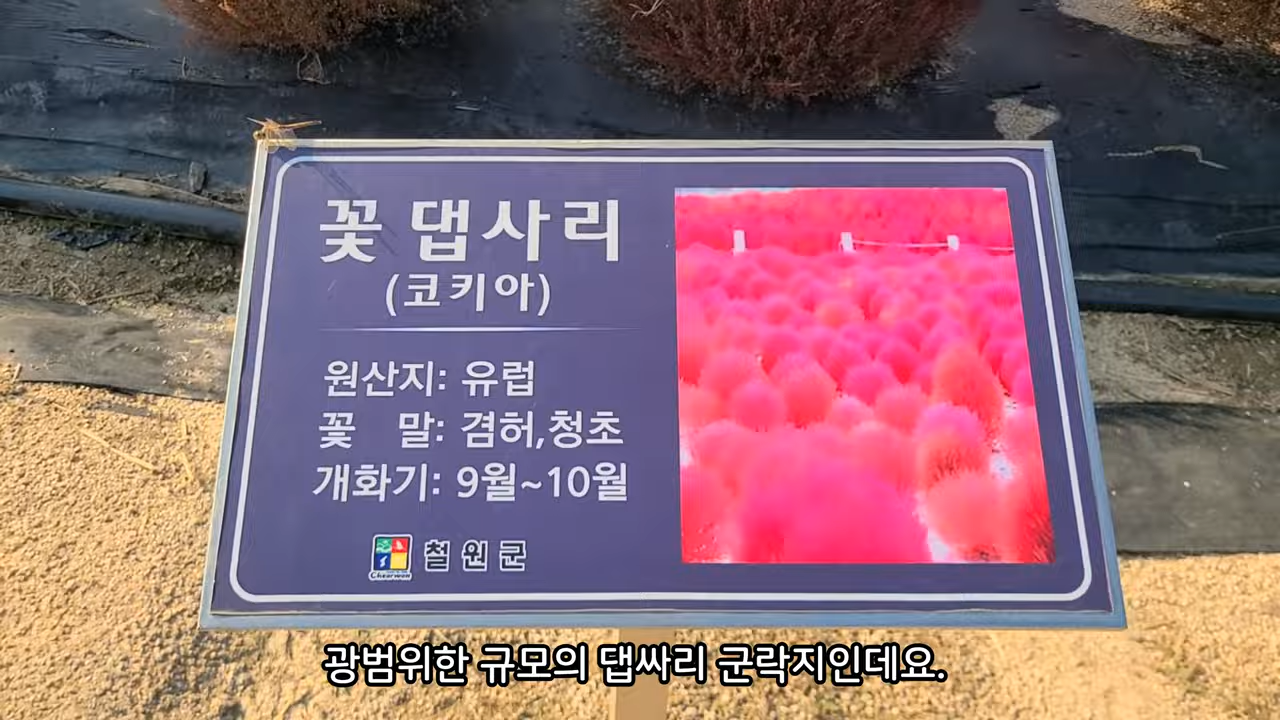 꽃 댑사리
(코키아)
원산지: 유럽
꽃 말: 겸허,청초
개화기: 9월~10월
철원군
광범위한 규모의 댑싸리 군락지인데요.